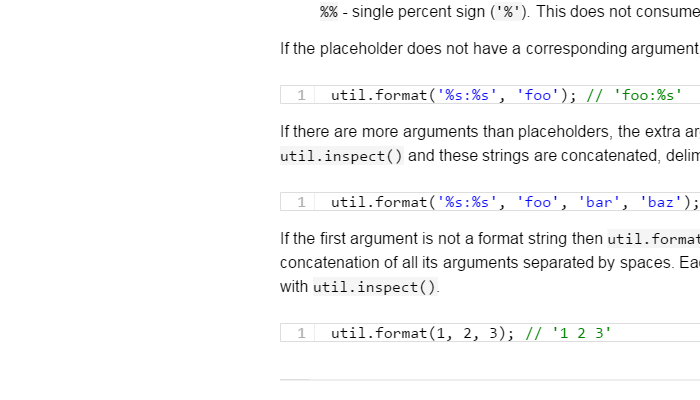 %% - single percent sign ('%'). This does not consume
If the placeholder does not have a corresponding argument
1 util.format('%s:%s', 'foo'); // 'foo:%s'
If there are more arguments than placeholders, the extra ar
util.inspect() and these strings are concatenated, delim
1 util.format('%s:%s', 'foo', 'bar', 'baz');
If the first argument is not a format string then util.format
concatenation of all its arguments separated by spaces. Ea
with util.inspect().
1 util.format(1, 2, 3); // '1 2 3'